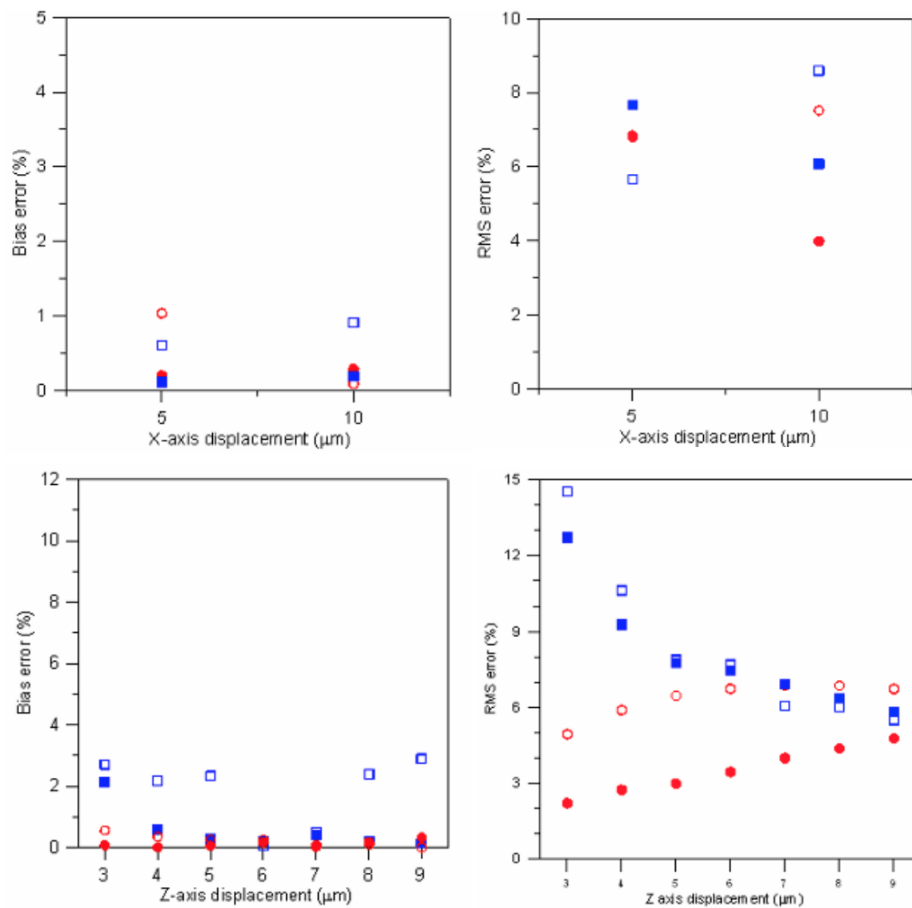 5
4
3
2
1
0
Bias error (%)
5 10
X-axis displacement (μm)
10
8
6
4
2
0
RMS error (%)
5 10
X-axis displacement (μm)
12
10
8
6
4
2
0
Bias error (%)
3 4 5 6 7 8 9
Z-axis displacement (μm)
15
12
9
6
3
0
RMS error (%)
3 4 5 6 7 8 9
Z axis displacement (μm)